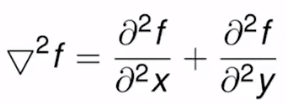 ▽²f = ∂²f/∂²x + ∂²f/∂²y